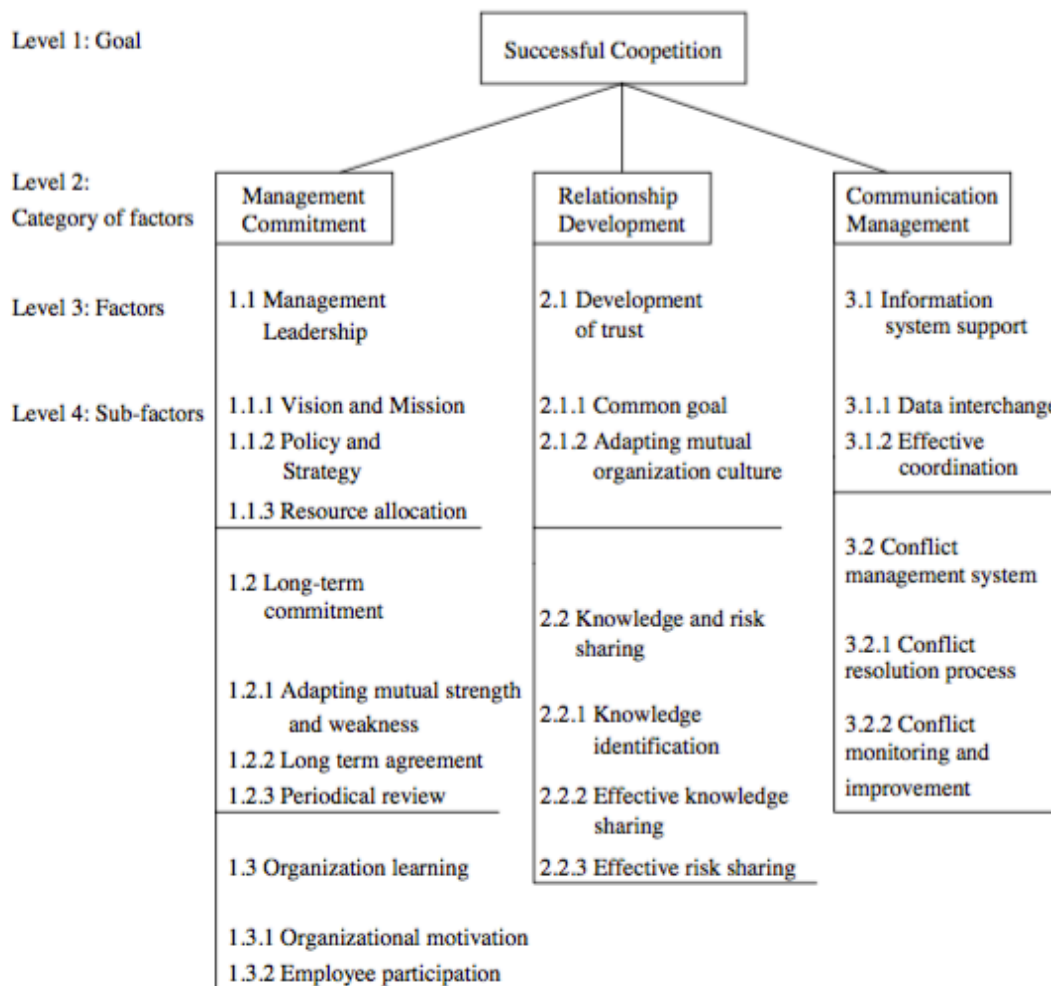 Level 1: Goal
Successful Coopetition
Level 2:
Category of factors
Management
Commitment
Relationship
Development
Communication
Management
Level 3: Factors
1.1 Management
Leadership
2.1 Development
of trust
3.1 Information
system support
Level 4: Sub-factors
1.1.1 Vision and Mission
1.1.2 Policy and
Strategy
1.1.3 Resource allocation
2.1.1 Common goal
2.1.2 Adapting mutual
organization culture
3.1.1 Data interchange
3.1.2 Effective
coordination
1.2 Long-term
commitment
1.2.1 Adapting mutual strength
and weakness
1.2.2 Long term agreement
1.2.3 Periodical review
2.2 Knowledge and risk
sharing
2.2.1 Knowledge
identification
2.2.2 Effective knowledge
sharing
2.2.3 Effective risk sharing
3.2 Conflict
management system
3.2.1 Conflict
resolution process
3.2.2 Conflict
monitoring and
improvement
1.3 Organization learning
1.3.1 Organizational motivation
1.3.2 Employee participation